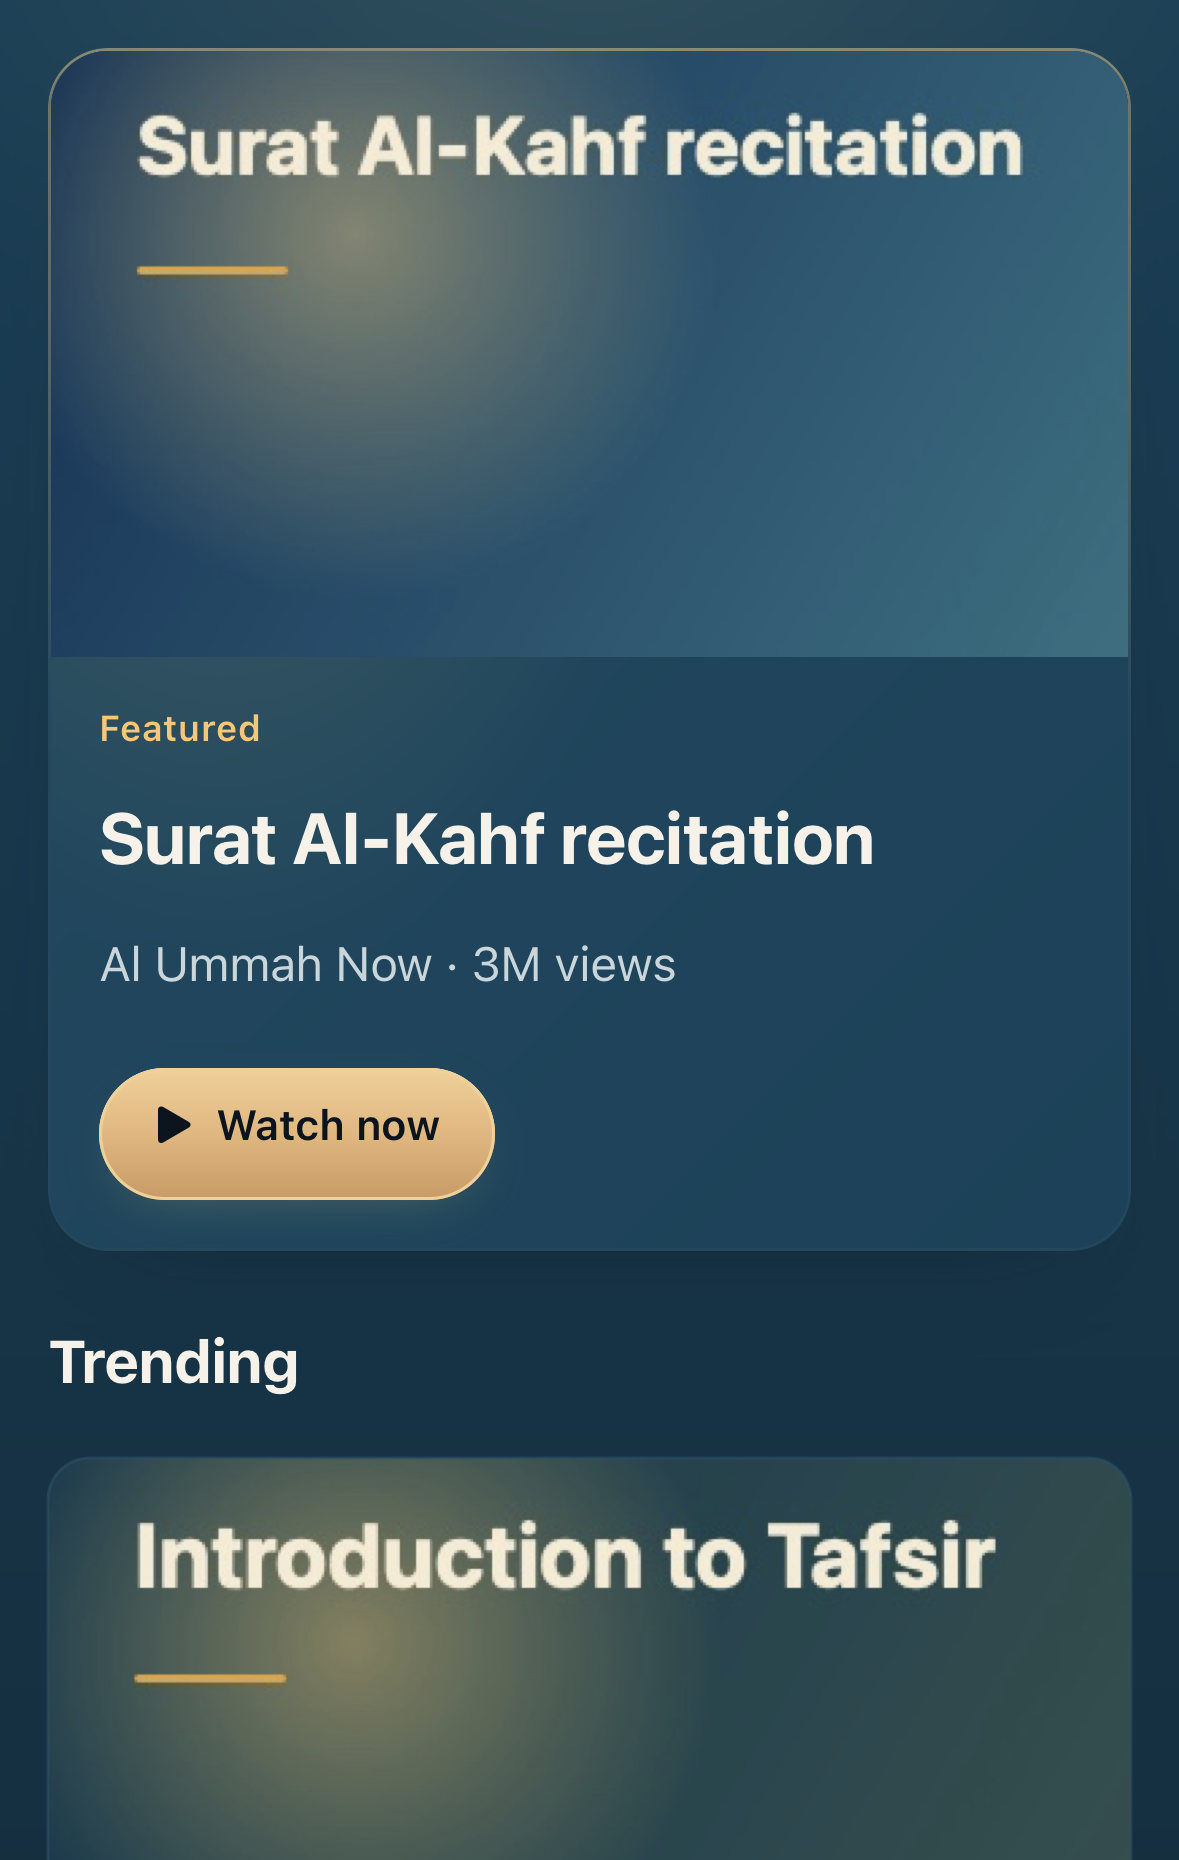 Surat Al-Kahf recitation
Featured
Surat Al-Kahf recitation
Al Ummah Now · 3M views
Watch now
Trending
Introduction to Tafsir